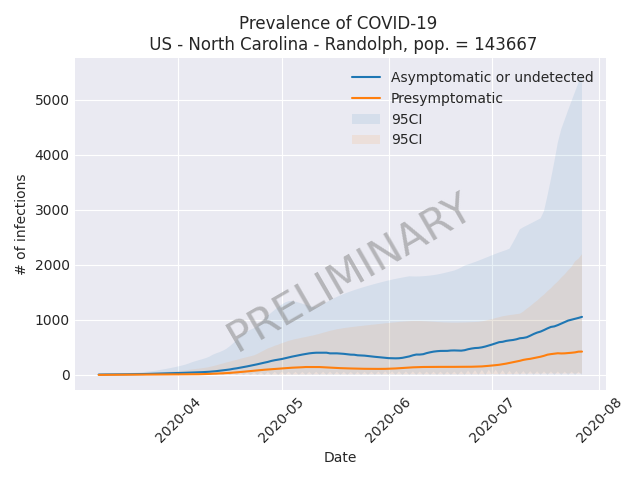 Prevalence of COVID-19
US - North Carolina - Randolph, pop. = 143667
Asymptomatic or undetected
Presymptomatic
95CI
95CI
PRELIMINARY
# of infections
5000
4000
3000
2000
1000
0
2020-04
2020-05
2020-06
2020-07
2020-08
Date